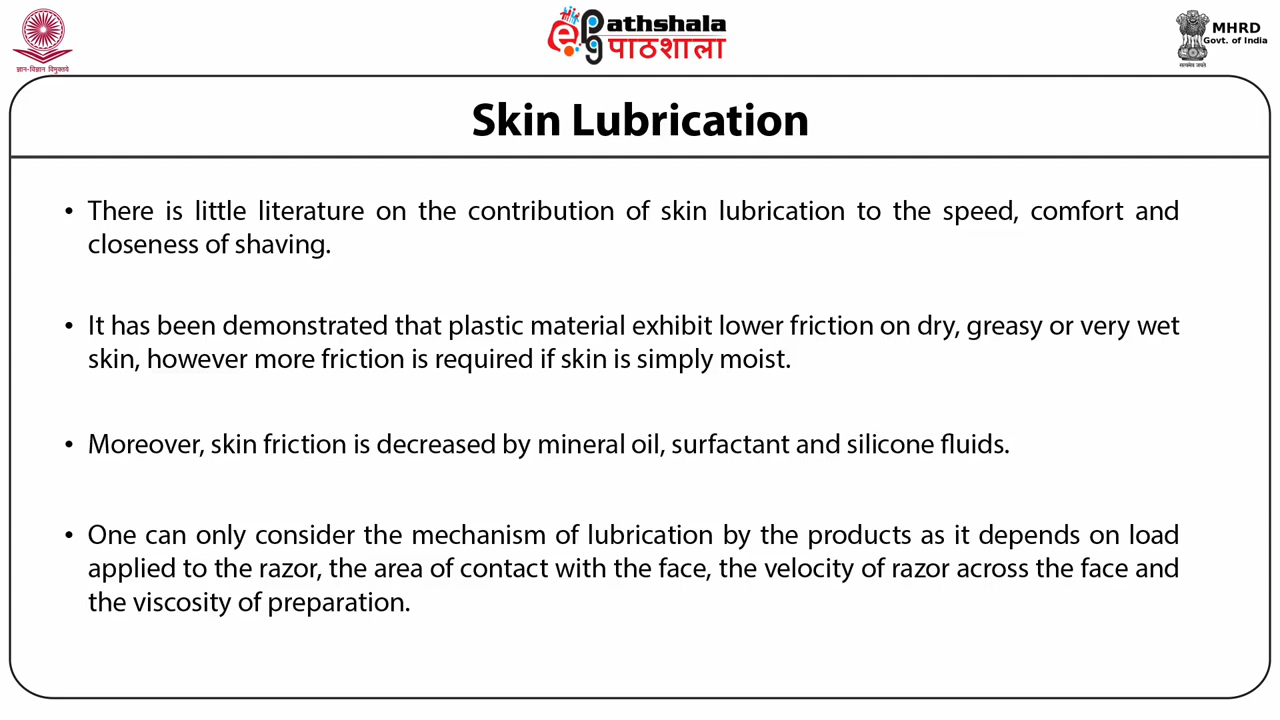 ज्ञान-विज्ञान विमुक्तये
ePathshala
पाठशाला
MHRD
Govt. of India
सत्यमेव जयते
Skin Lubrication
• There is little literature on the contribution of skin lubrication to the speed, comfort and
closeness of shaving.
• It has been demonstrated that plastic material exhibit lower friction on dry, greasy or very wet
skin, however more friction is required if skin is simply moist.
• Moreover, skin friction is decreased by mineral oil, surfactant and silicone fluids.
• One can only consider the mechanism of lubrication by the products as it depends on load
applied to the razor, the area of contact with the face, the velocity of razor across the face and
the viscosity of preparation.